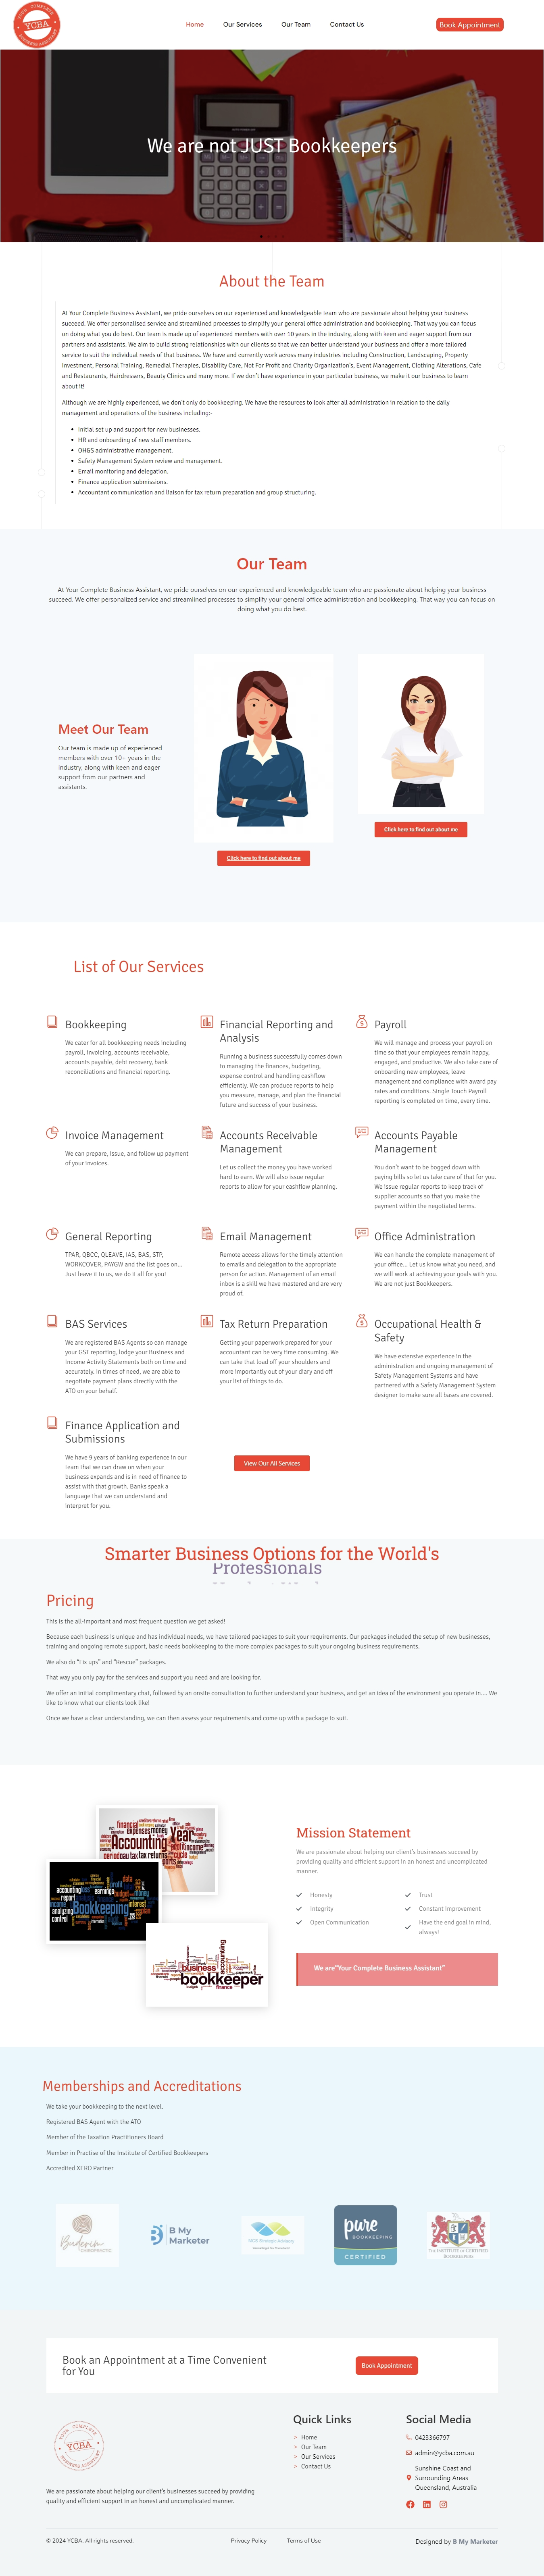 YOUR COMPLETE
YCBA
BUSINESS ASSISTANT
Home
Our Services
Our Team
Contact Us
Book Appointment
We are not JUST Bookkeepers
About the Team
At Your Complete Business Assistant, we pride ourselves on our experienced and knowledgeable team who are passionate about helping your business
succeed. We offer personalised service and streamlined processes to simplify your general office administration and bookkeeping. That way you can focus
on doing what you do best. Our team is made up of experienced members with over 10 years in the industry, along with keen and eager support from our
partners and assistants. We aim to build strong relationships with our clients so that we can better understand your business and offer a more tailored
service to suit the individual needs of that business. We have and currently work across many industries including Construction, Landscaping, Property
Investment, Personal Training, Remedial Therapies, Disability Care, Not For Profit and Charity Organization's, Event Management, Clothing Alterations, Cafe
and Restaurants, Hairdressers, Beauty Clinics and many more. If we don't have experience in your particular business, we make it our business to learn
about it!
Although we are highly experienced, we don't only do bookkeeping. We have the resources to look after all administration in relation to the daily
management and operations of the business including:-
Initial set up and support for new businesses.
HR and onboarding of new staff members.
OH&S administrative management.
Safety Management System review and management.
Email monitoring and delegation.
Finance application submissions.
Accountant communication and liaison for tax return preparation and group structuring.
Our Team
At Your Complete Business Assistant, we pride ourselves on our experienced and knowledgeable team who are passionate about helping your business
succeed. We offer personalized service and streamlined processes to simplify your general office administration and bookkeeping. That way you can focus on
doing what you do best.
Meet Our Team
Our team is made up of experienced
members with over 10+ years in the
industry, along with keen and eager
support from our partners and
assistants.
Click here to find out about me
Click here to find out about me
List of Our Services
Bookkeeping
We cater for all bookkeeping needs including
payroll, invoicing, accounts receivable,
accounts payable, debt recovery, bank
reconciliations and financial reporting.
Financial Reporting and
Analysis
Running a business successfully comes down
to managing the finances, budgeting,
expense control and handling cashflow
efficiently. We can produce reports to help
you measure, manage, and plan the financial
future and success of your business.
Payroll
We will manage and process your payroll on
time so that your employees remain happy,
engaged, and productive. We also take care of
onboarding new employees, leave
management and compliance with award pay
rates and conditions. Single Touch Payroll
reporting is completed on time, every time.
Invoice Management
We can prepare, issue, and follow up payment
of your invoices.
Accounts Receivable
Management
Let us collect the money you have worked
hard to earn. We will also issue regular
reports to allow for your cashflow planning.
Accounts Payable
Management
You don't want to be bogged down with
paying bills so let us take care of that for you.
We issue regular reports to keep track of
supplier accounts so that you make the
payment within the negotiated terms.
General Reporting
TPAR, QBCC, QLEAVE, IAS, BAS, STP,
WORKCOVER, PAYGW and the list goes on...
Just leave it to us, we do it all for you!
Email Management
Remote access allows for the timely attention
to emails and delegation to the appropriate
person for action. Management of an email
inbox is a skill we have mastered and are very
proud of.
Office Administration
We can handle the complete management of
your office... Let us know what you need, and
we will work at achieving your goals with you.
We are not just Bookkeepers.
BAS Services
We are registered BAS Agents so can manage
your GST reporting, lodge your Business and
Income Activity Statements both on time and
accurately. In times of need, we are able to
negotiate payment plans directly with the
ATO on your behalf.
Tax Return Preparation
Getting your paperwork prepared for your
accountant can be very time consuming. We
can take that load off your shoulders and
more importantly out of your diary and off
your list of things to do.
Occupational Health &
Safety
We have extensive experience in the
administration and ongoing management of
Safety Management Systems and have
partnered with a Safety Management System
designer to make sure all bases are covered.
Finance Application and
Submissions
We have 9 years of banking experience in our
team that we can draw on when your
business expands and is in need of finance to
assist with that growth. Banks speak a
language that we can understand and
interpret for you.
View Our All Services
Smarter Business Options for the World's
Professionals
Pricing
This is the all-important and most frequent question we get asked!
Because each business is unique and has individual needs, we have tailored packages to suit your requirements. Our packages included the setup of new businesses,
training and ongoing remote support, basic needs bookkeeping to the more complex packages to suit your ongoing business requirements.
We also do "Fix ups" and "Rescue" packages.
That way you only pay for the services and support you need and are looking for.
We offer an initial complimentary chat, followed by an onsite consultation to further understand your business, and get an idea of the environment you operate in.... We
like to know what our clients look like!
Once we have a clear understanding, we can then assess your requirements and come up with a package to suit.
Accounting Year
Bookkeeping
bookkeeper
Mission Statement
We are passionate about helping our client's businesses succeed by
providing quality and efficient support in an honest and uncomplicated
manner.
Honesty
Trust
Integrity
Constant improvement
Open Communication
Have the end goal in mind,
always!
We are"Your Complete Business Assistant"
Memberships and Accreditations
We take your bookkeeping to the next level.
Registered BAS Agent with the ATO
Member of the Taxation Practitioners Board
Member in Practise of the Institute of Certified Bookkeepers
Accredited XERO Partner
Buderim
B My
Marketer
pure
BOOKKEEPING
CERTIFIED
THE INSTITUTE OF CERTIFIED
BOOKKEEPERS
Book an Appointment at a Time Convenient
for You
Book Appointment
YOUR COMPLETE
YCBA
BUSINESS ASSISTANT
We are passionate about helping our client's businesses succeed by providing
quality and efficient support in an honest and uncomplicated manner.
Quick Links
> Home
> Our Team
> Our Services
> Contact Us
Social Media
0423366797
admin@ycba.com.au
Sunshine Coast and
Surrounding Areas
Queensland, Australia
© 2024 YCBA. All rights reserved.
Privacy Policy
Terms of Use
Designed by B My Marketer